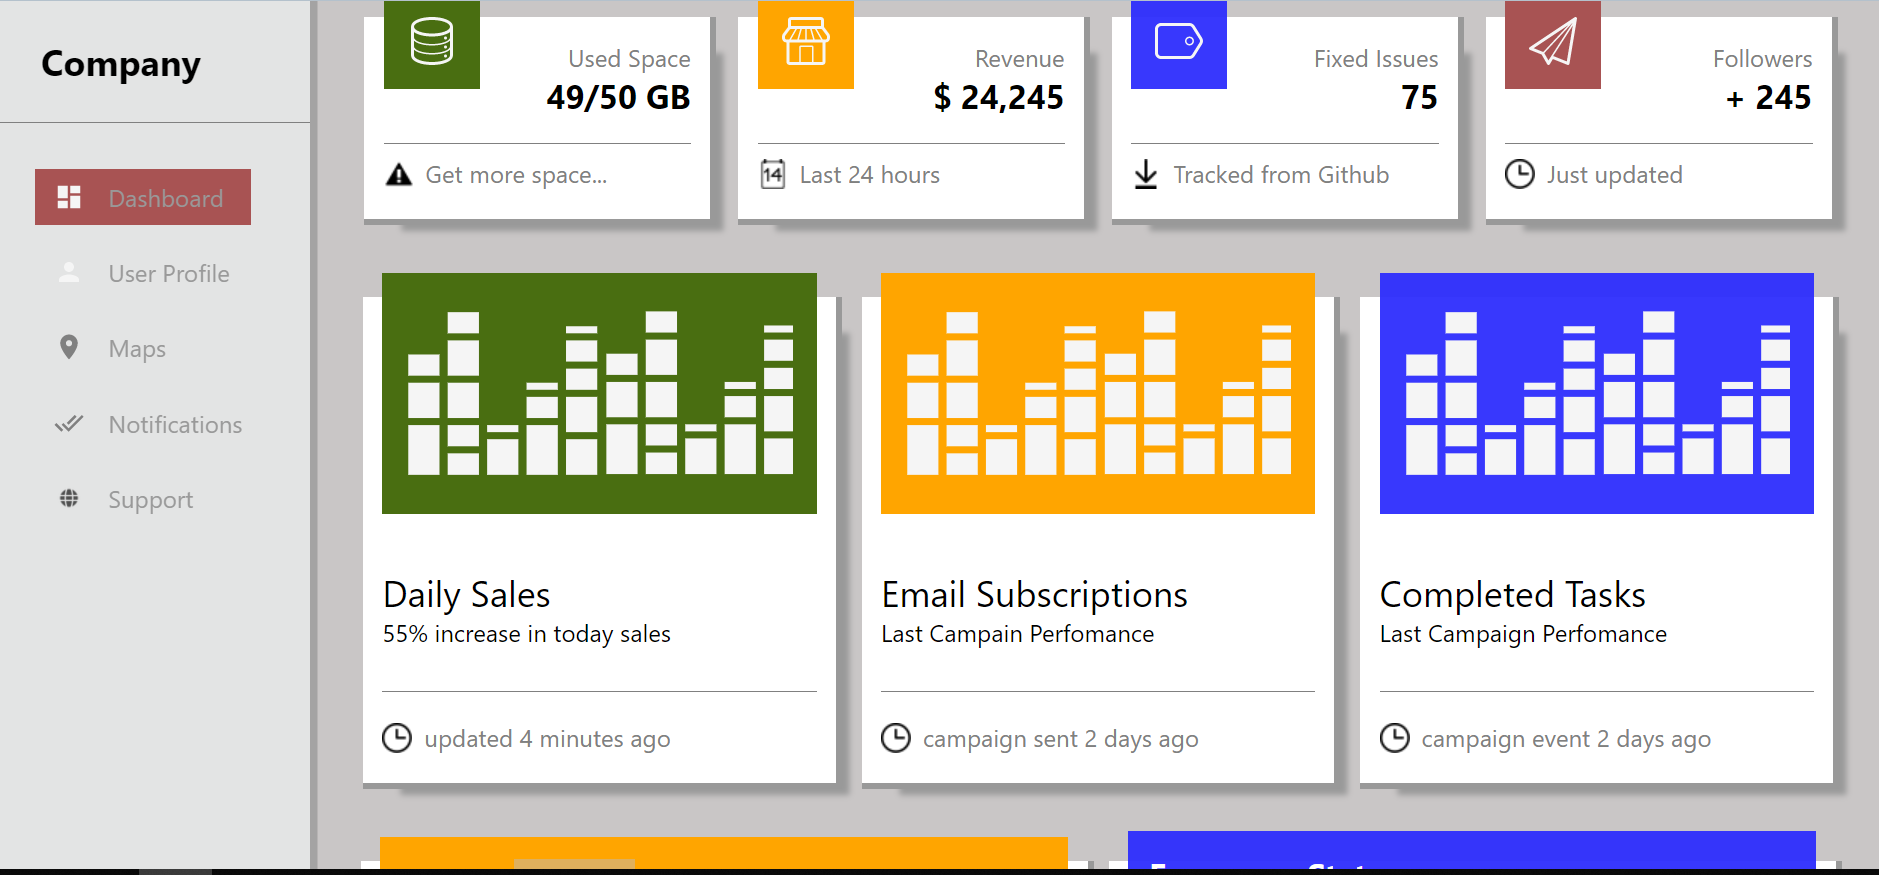 Company
Dashboard
User Profile
Maps
Notifications
Support
Used Space
49/50 GB
Get more space...
Revenue
$ 24,245
14
Last 24 hours
Fixed Issues
75
Tracked from Github
Followers
+ 245
Just updated
Daily Sales
55% increase in today sales
updated 4 minutes ago
Email Subscriptions
Last Campain Perfomance
campaign sent 2 days ago
Completed Tasks
Last Campaign Perfomance
campaign event 2 days ago